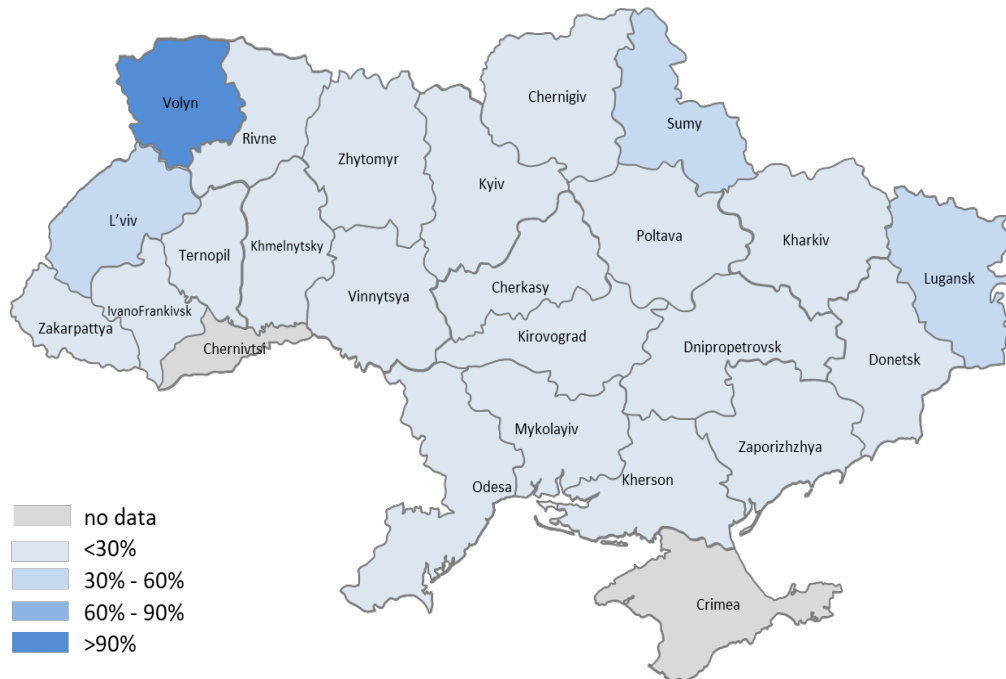 Chernigiv
Volyn
Sumy
Rivne
Zhytomyr
Kyiv
L'viv
Poltava
Kharkiv
Khmelnytsky
Ternopil
Lugansk
Cherkasy
Vinnytsya
IvanoFrankivsk
Zakarpattya
Kirovograd
Chernivtsi
Dnipropetrovsk
Donetsk
Mykolayiv
Zaporizhzhya
Kherson
Odesa
Crimea
no data
<30%
30% - 60%
60% - 90%
>90%